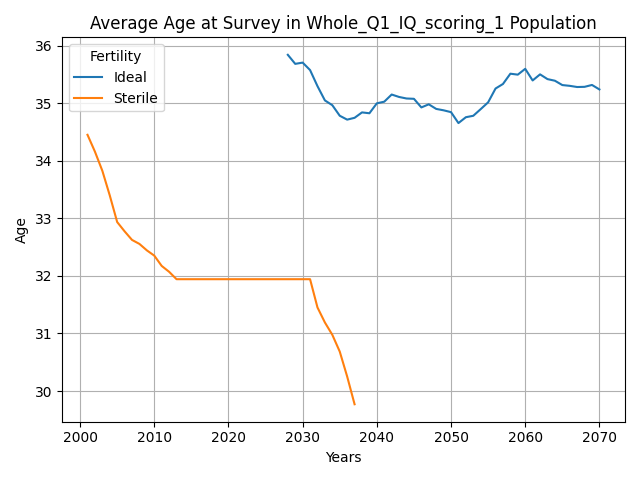 Average Age at Survey in Whole_Q1_IQ_scoring_1 Population
36
35
34
33
32
31
30
Age
Fertility
Ideal
Sterile
2000 2010 2020 2030 2040 2050 2060 2070
Years